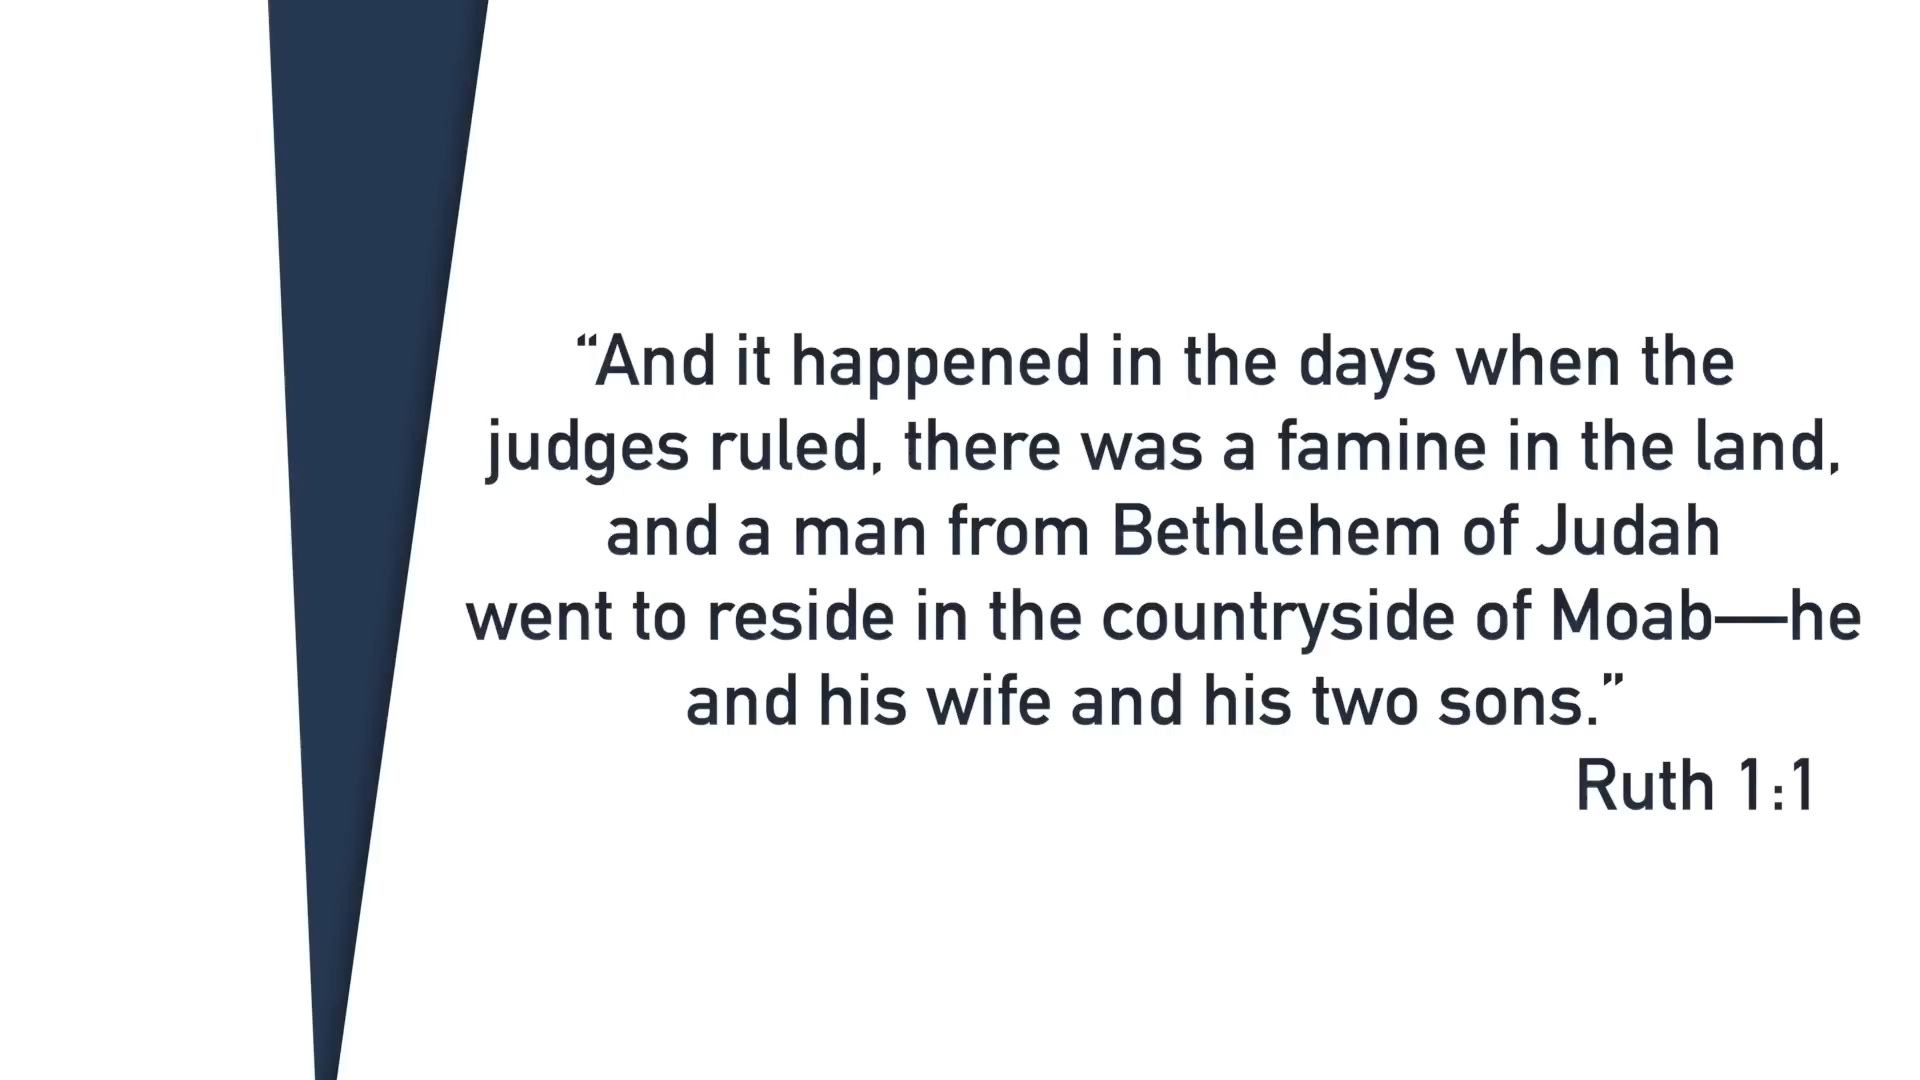 “And it happened in the days when the
judges ruled, there was a famine in the land,
and a man from Bethlehem of Judah
went to reside in the countryside of Moab—he
and his wife and his two sons.”
Ruth 1:1